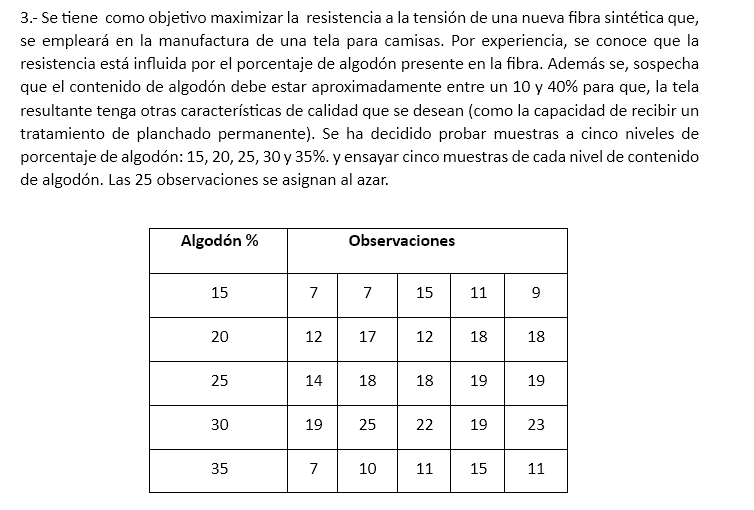 3.- Se tiene como objetivo maximizar la resistencia a la tensión de una nueva fibra sintética que,
se empleará en la manufactura de una tela para camisas. Por experiencia, se conoce que la
resistencia está influida por el porcentaje de algodón presente en la fibra. Además se, sospecha
que el contenido de algodón debe estar aproximadamente entre un 10 y 40% para que, la tela
resultante tenga otras características de calidad que se desean (como la capacidad de recibir un
tratamiento de planchado permanente). Se ha decidido probar muestras a cinco niveles de
porcentaje de algodón: 15, 20, 25, 30 y 35%. y ensayar cinco muestras de cada nivel de contenido
de algodón. Las 25 observaciones se asignan al azar.
Algodón % Observaciones
15 7 7 15 11 9
20 12 17 12 18 18
25 14 18 18 19 19
30 19 25 22 19 23
35 7 10 11 15 11